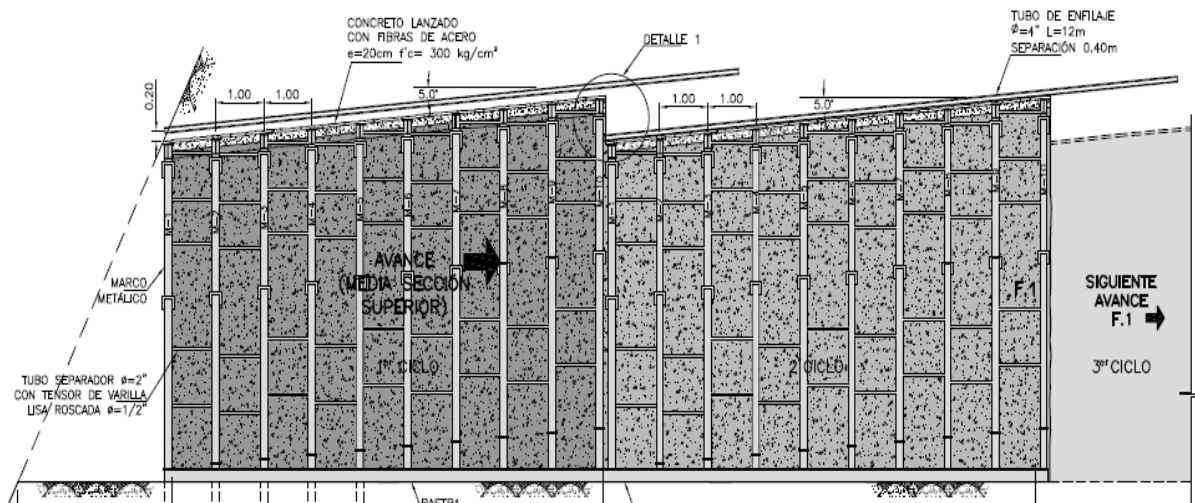 CONCRETO LANZADO
CON FIBRAS DE ACERO
e=20cm f'c= 300 kg/cm²
DETALLE 1
TUBO DE ENFILAJE
Ø=4" L=12m
SEPARACIÓN 0.40m
0.20
1.00 1.00
5.0°
1.00 1.00
5.0°
AVANCE
(MEDIA SECCIÓN
SUPERIOR)
MARCO
METÁLICO
F.1
SIGUIENTE
AVANCE
F.1
TUBO SEPARADOR ø=2"
CON TENSOR DE VARILLA
LISA ROSCADA ø=1/2"
1er CICLO
2 CICLO
3er CICLO